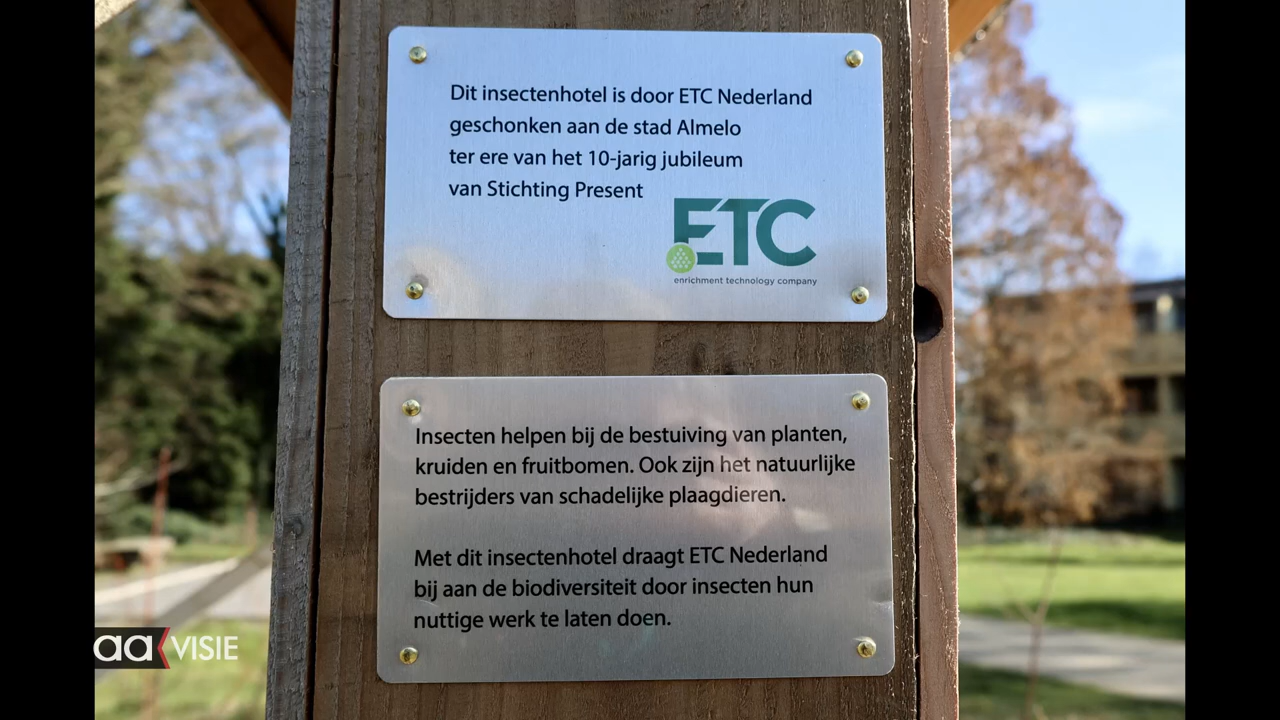 Dit insectenhotel is door ETC Nederland
geschonken aan de stad Almelo
ter ere van het 10-jarig jubileum
van Stichting Present
ETC
enrichment technology company
Insecten helpen bij de bestuiving van planten,
kruiden en fruitbomen. Ook zijn het natuurlijke
bestrijders van schadelijke plaagdieren.
Met dit insectenhotel draagt ETC Nederland
bij aan de biodiversiteit door insecten hun
nuttige werk te laten doen.
aa VISIE